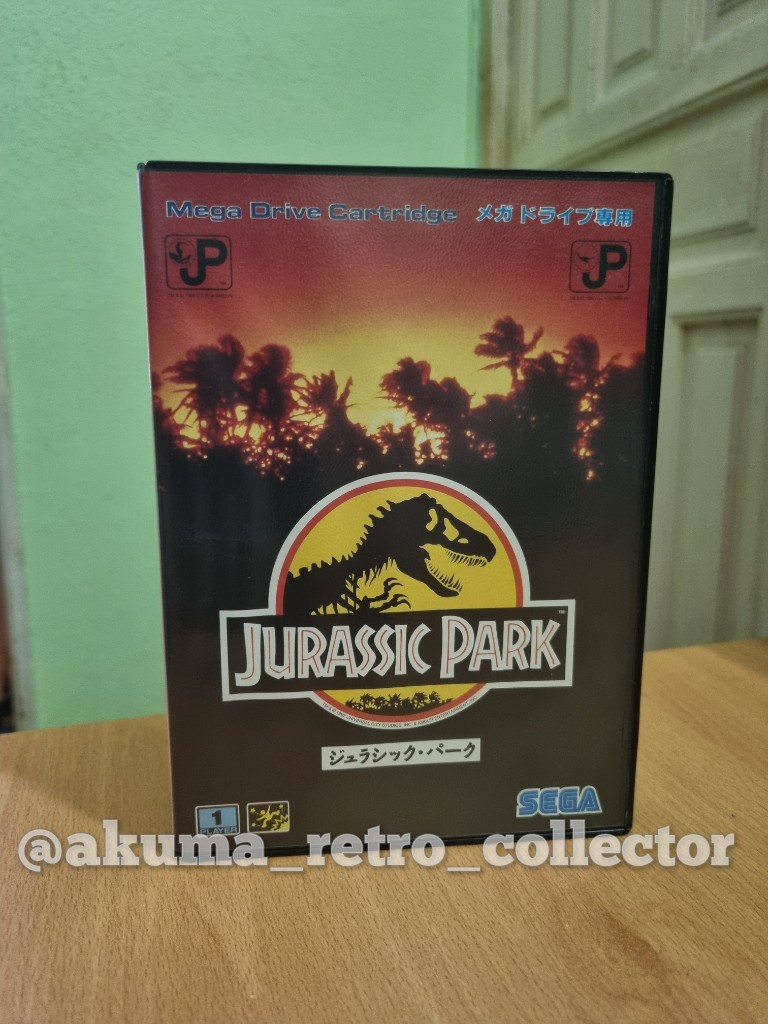 Mega Drive Cartridge メガドライブ専用
JP JP
JURASSIC PARK TM
ジュラシック・パーク
1
PLAYER
SEGA
@akuma_retro_collector